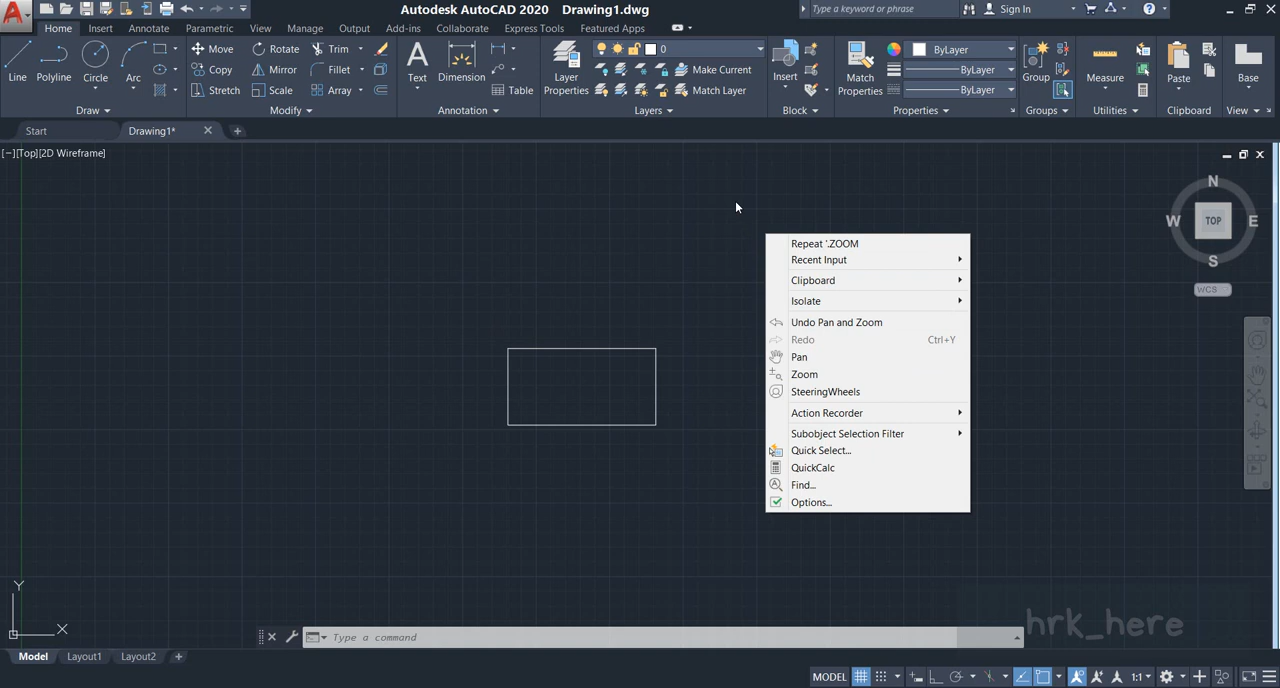 Autodesk AutoCAD 2020 Drawing1.dwg
Type a keyword or phrase
Sign In
Home Insert Annotate Parametric View Manage Output Add-ins Collaborate Express Tools Featured Apps
Line Polyline Circle Arc
Move Rotate Trim
Copy Mirror Fillet
Stretch Scale Array
Text Dimension Table
Layer Properties
0
Make Current
Match Layer
Insert
Match Properties
ByLayer
ByLayer
ByLayer
Group
Measure
Paste
Base
Draw Modify Annotation Layers Block Properties Groups Utilities Clipboard View
Start Drawing1*
[−][Top][2D Wireframe]
N
W TOP E
S
WCS
Repeat '.ZOOM
Recent Input
Clipboard
Isolate
Undo Pan and Zoom
Redo Ctrl+Y
Pan
Zoom
SteeringWheels
Action Recorder
Subobject Selection Filter
Quick Select...
QuickCalc
Find...
Options...
Y
X
Type a command
hrk_here
Model Layout1 Layout2
MODEL 1:1